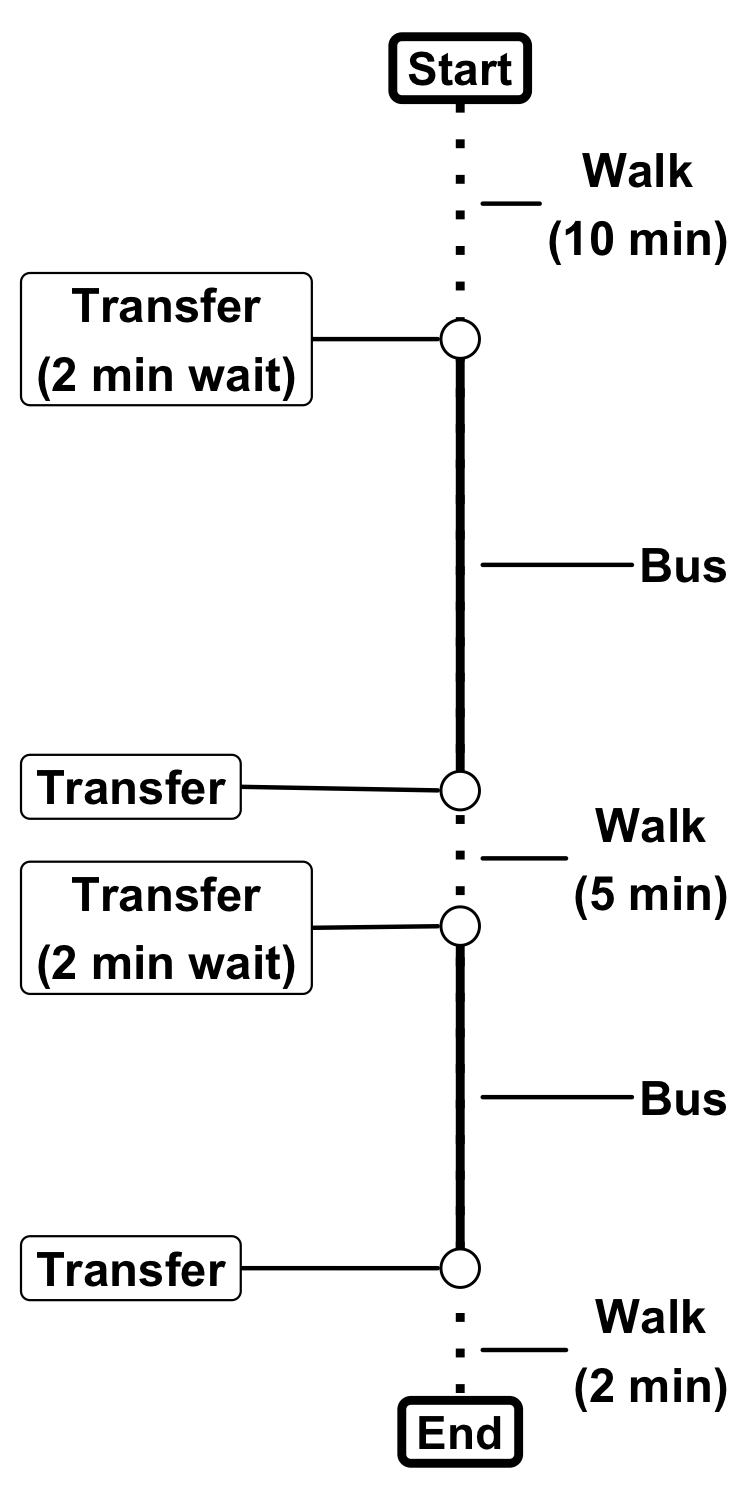 Start
Walk
(10 min)
Transfer
(2 min wait)
Bus
Transfer
Walk
(5 min)
Transfer
(2 min wait)
Bus
Transfer
Walk
(2 min)
End